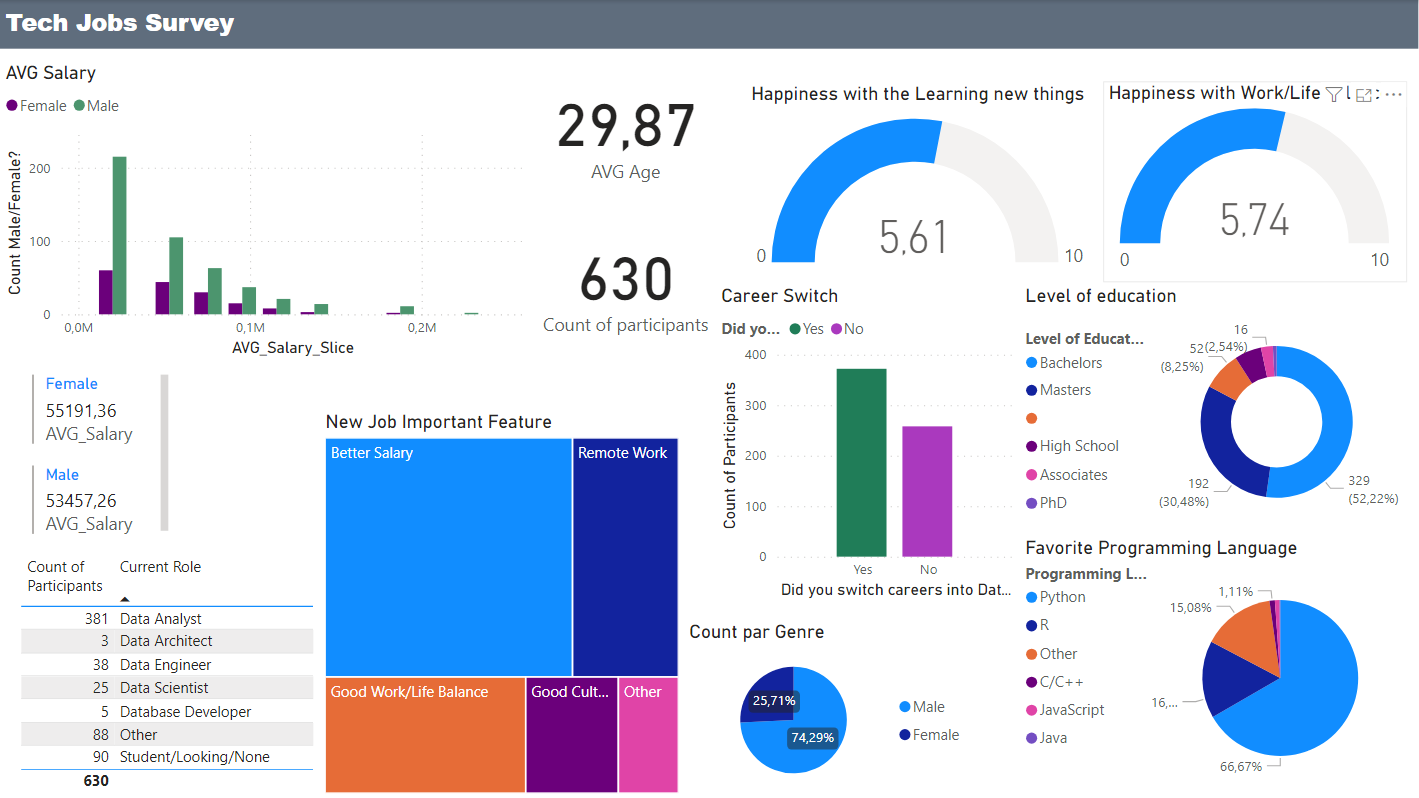 Tech Jobs Survey
AVG Salary
Female Male
Count Male/Female?
200
100
0
0,0M 0,1M 0,2M
AVG_Salary_Slice
29,87
AVG Age
630
Count of participants
Happiness with the Learning new things
5,61
0 10
Happiness with Work/Life
5,74
0 10
Female
55191,36
AVG_Salary
Male
53457,26
AVG_Salary
Count of Participants Current Role
381 Data Analyst
3 Data Architect
38 Data Engineer
25 Data Scientist
5 Database Developer
88 Other
90 Student/Looking/None
630
New Job Important Feature
Better Salary
Remote Work
Good Work/Life Balance
Good Cult...
Other
Career Switch
Did yo... Yes No
Count of Participants
400
300
200
100
0
Yes No
Did you switch careers into Dat...
Count par Genre
25,71%
74,29%
Male
Female
Level of education
Level of Educat...
Bachelors
Masters
High School
Associates
PhD
16
(2,54%)
52
(8,25%)
192
(30,48%)
329
(52,22%)
Favorite Programming Language
Programming L...
Python
R
Other
C/C++
JavaScript
Java
1,11%
15,08%
16,...
66,67%